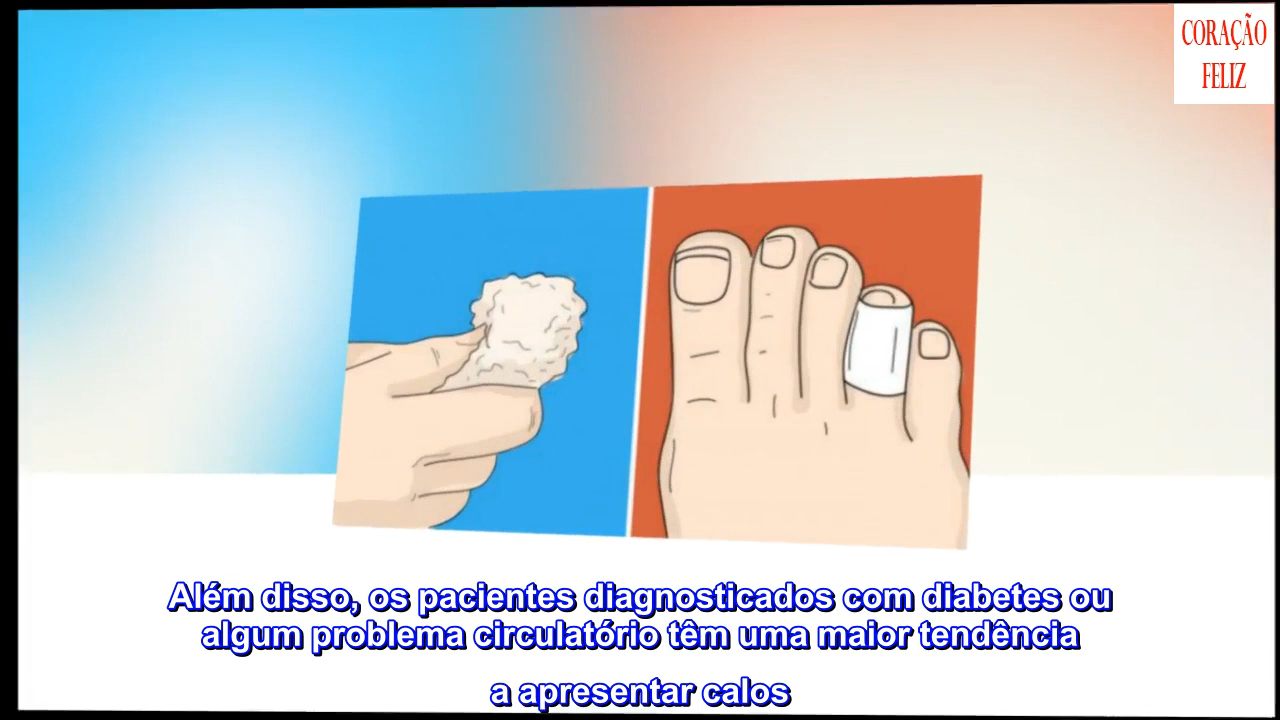 CORAÇÃO
FELIZ
Além disso, os pacientes diagnosticados com diabetes ou
algum problema circulatório têm uma maior tendência
a apresentar calos